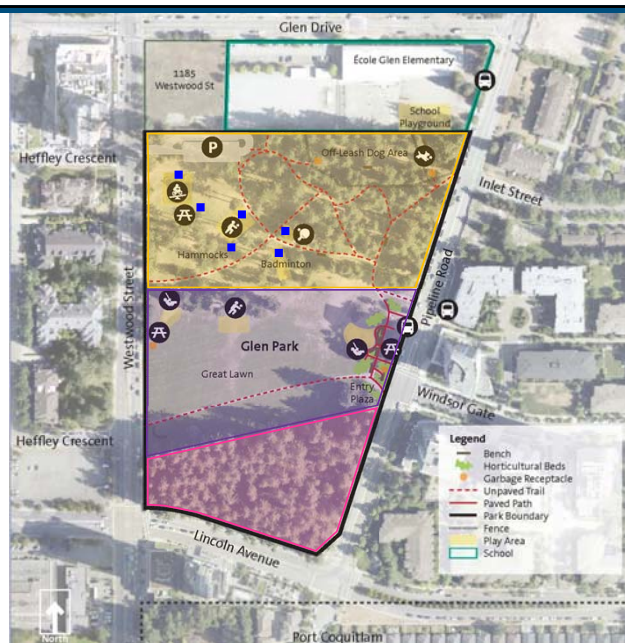 Glen Drive
1185
Westwood St
École Glen Elementary
School
Playground
P
Heffley Crescent
Off-Leash Dog Area
Inlet Street
Hammocks
Badminton
Westwood Street
Pipeline Road
Glen Park
Great Lawn
Entry
Plaza
Windsor Gate
Heffley Crescent
Lincoln Avenue
Legend
Bench
Horticultural Beds
Garbage Receptacle
Unpaved Trail
Paved Path
Park Boundary
Fence
Play Area
School
North
Port Coquitlam